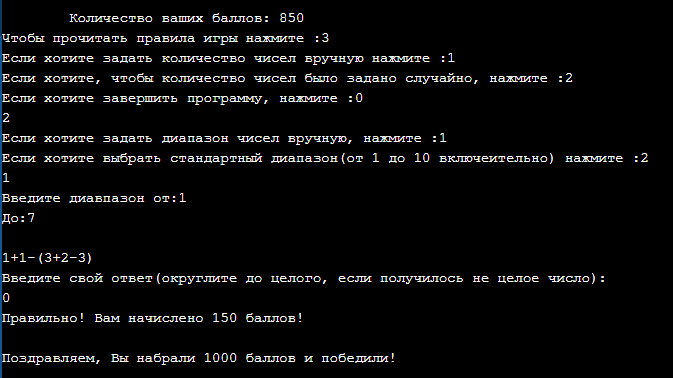 Количество ваших баллов: 850
Чтобы прочитать правила игры нажмите :3
Если хотите задать количество чисел вручную нажмите :1
Если хотите, чтобы количество чисел было задано случайно, нажмите :2
Если хотите завершить программу, нажмите :0
2
Если хотите задать диапазон чисел вручную, нажмите :1
Если хотите выбрать стандартный диапазон(от 1 до 10 включеительно) нажмите :2
1
Введите диавпазон от:1
До:7
1+1-(3+2-3)
Введите свой ответ(округлите до целого, если получилось не целое число):
0
Правильно! Вам начислено 150 баллов!
Поздравляем, Вы набрали 1000 баллов и победили!